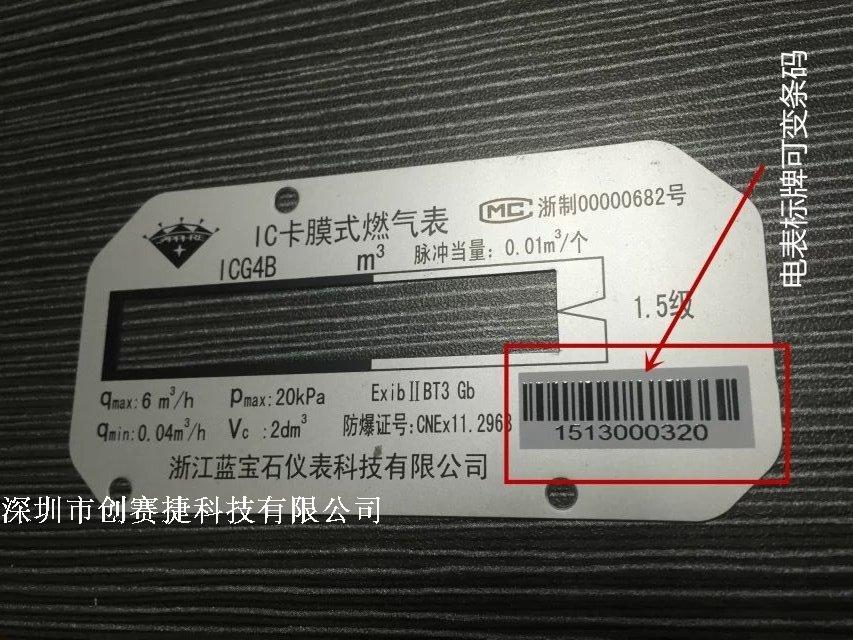 SAPPHIRE
IC卡膜式燃气表
MC 浙制00000682号
ICG4B
m³
脉冲当量: 0.01m³/个
1.5级
qmax:6 m³/h
pmax:20kPa
ExibⅡBT3 Gb
qmin:0.04m³/h
Vc :2dm³
防爆证号:CNEx11.2968
1513000320
浙江蓝宝石仪表科技有限公司
深圳市创赛捷科技有限公司
电表标牌可变条码